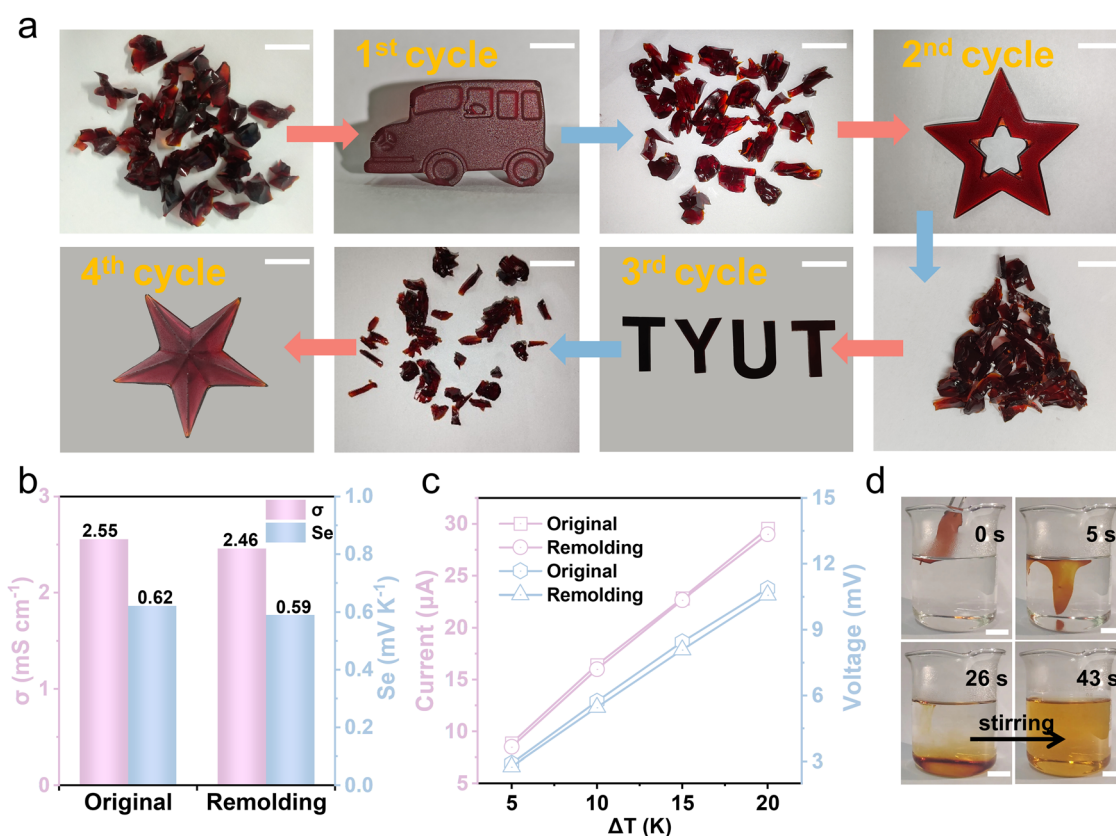 a
1st cycle
2nd cycle
4th cycle
3rd cycle
TYUT
b
σ (mS cm-1)
3
2
1
0
2.55
0.62
2.46
0.59
σ
Se
1.0
0.8
0.6
0.4
0.2
0.0
Se (mV K-1)
Original
Remolding
c
Current (μA)
30
25
20
15
10
5
Original
Remolding
Original
Remolding
15
12
9
6
3
Voltage (mV)
5
10
15
20
ΔT (K)
d
0 s
5 s
26 s
43 s
stirring